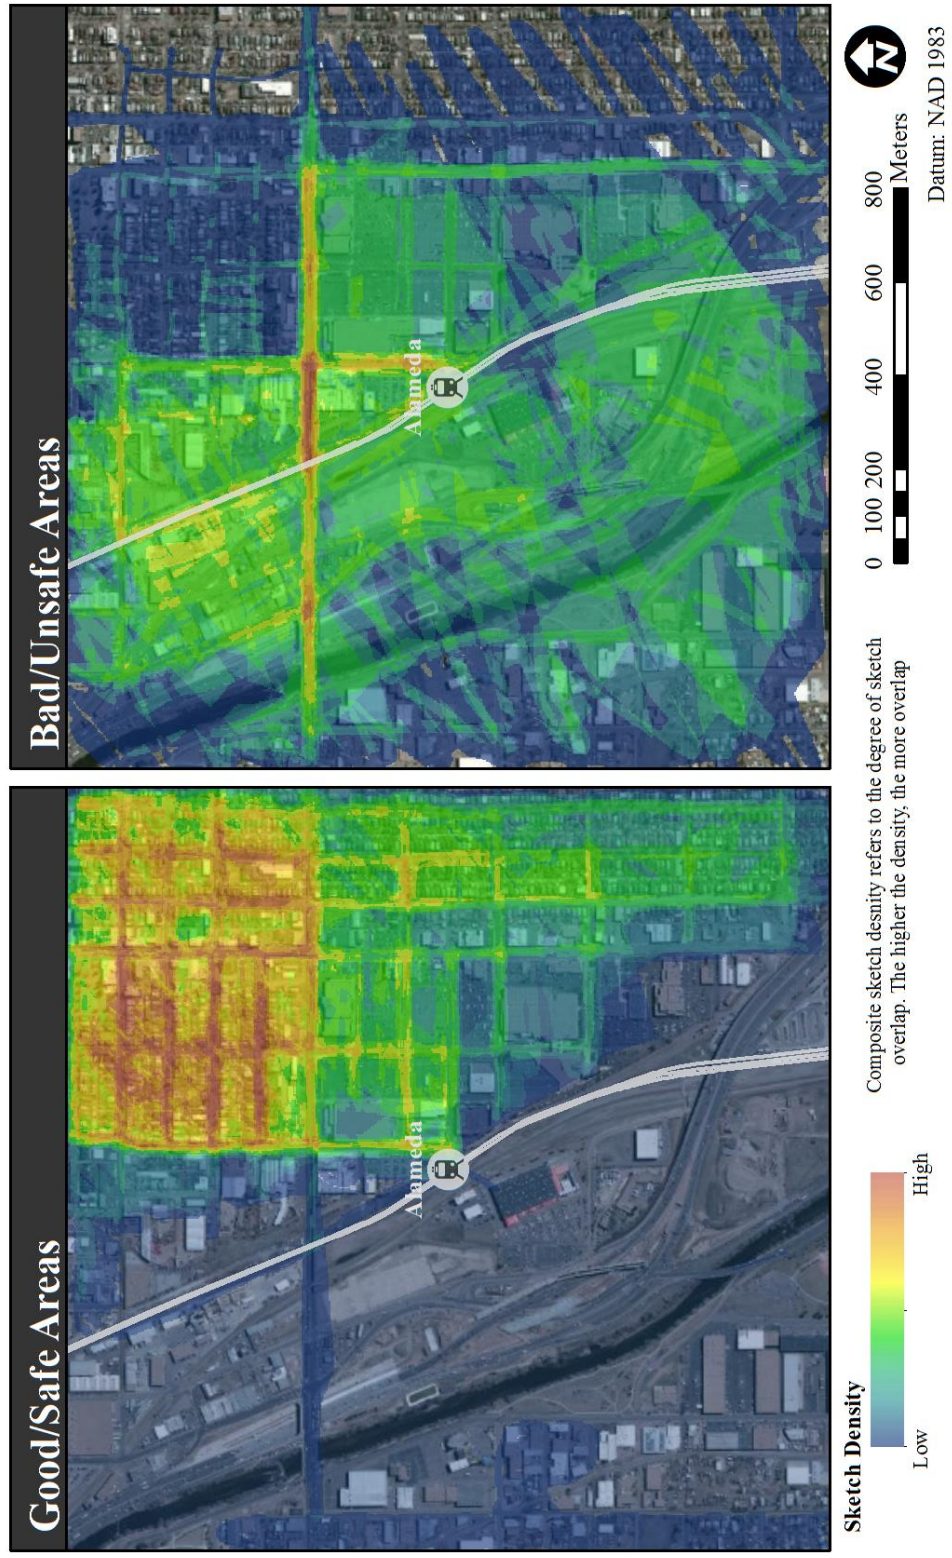 Good/Safe Areas
Bad/Unsafe Areas
Alameda
Alameda
Sketch Density
Low
High
Composite sketch desnity refers to the degree of sketch
overlap. The higher the density, the more overlap
0 100 200 400 600 800
Meters
N
Datum: NAD 1983